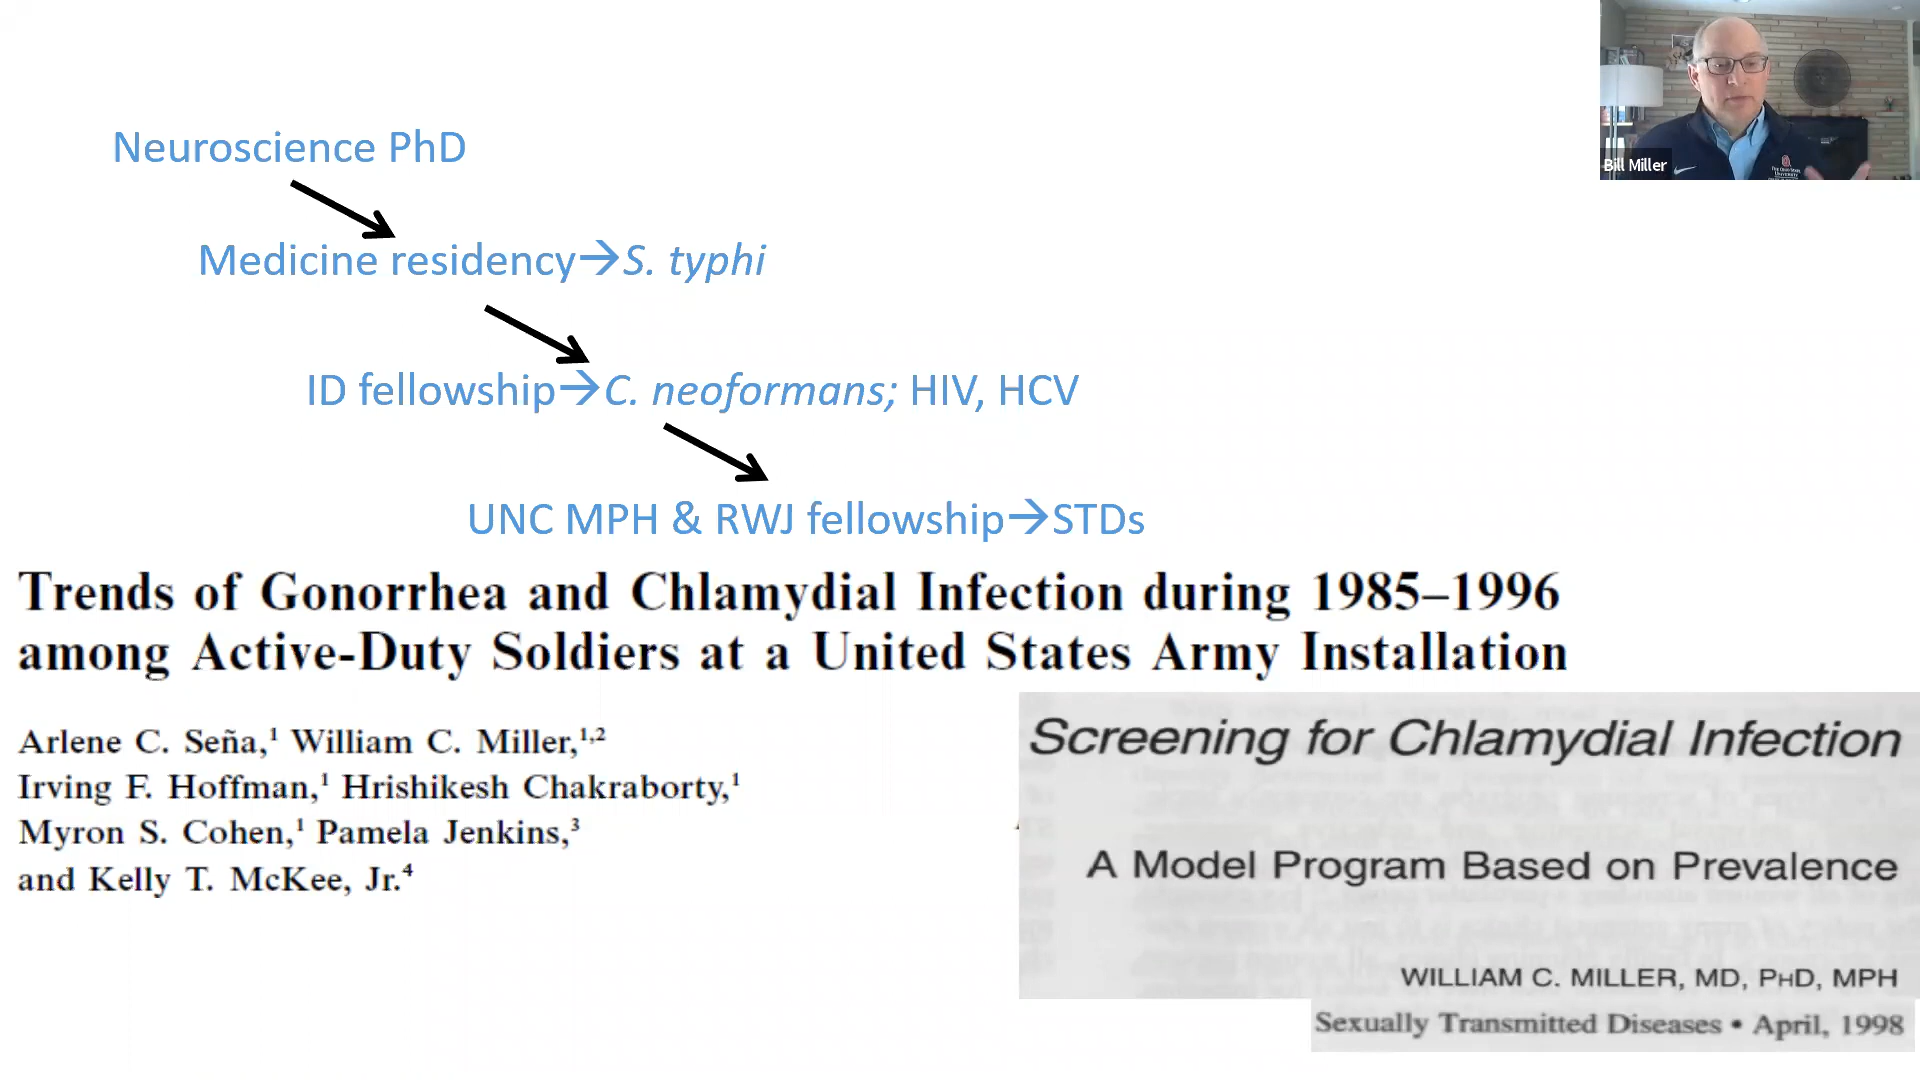 Neuroscience PhD
Medicine residency→S. typhi
ID fellowship→C. neoformans; HIV, HCV
UNC MPH & RWJ fellowship→STDs
Trends of Gonorrhea and Chlamydial Infection during 1985–1996
among Active-Duty Soldiers at a United States Army Installation
Arlene C. Seña,¹ William C. Miller,¹,²
Irving F. Hoffman,¹ Hrishikesh Chakraborty,¹
Myron S. Cohen,¹ Pamela Jenkins,³
and Kelly T. McKee, Jr.⁴
Screening for Chlamydial Infection
A Model Program Based on Prevalence
WILLIAM C. MILLER, MD, PHD, MPH
Sexually Transmitted Diseases • April, 1998
Bill Miller